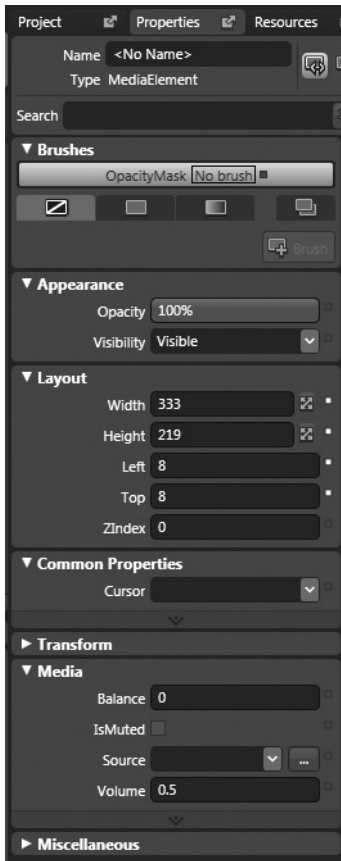 Project Properties Resources
Name <No Name>
Type MediaElement
Search
Brushes
OpacityMask No brush
Brush
Appearance
Opacity 100%
Visibility Visible
Layout
Width 333
Height 219
Left 8
Top 8
ZIndex 0
Common Properties
Cursor
Transform
Media
Balance 0
IsMuted
Source ...
Volume 0.5
Miscellaneous